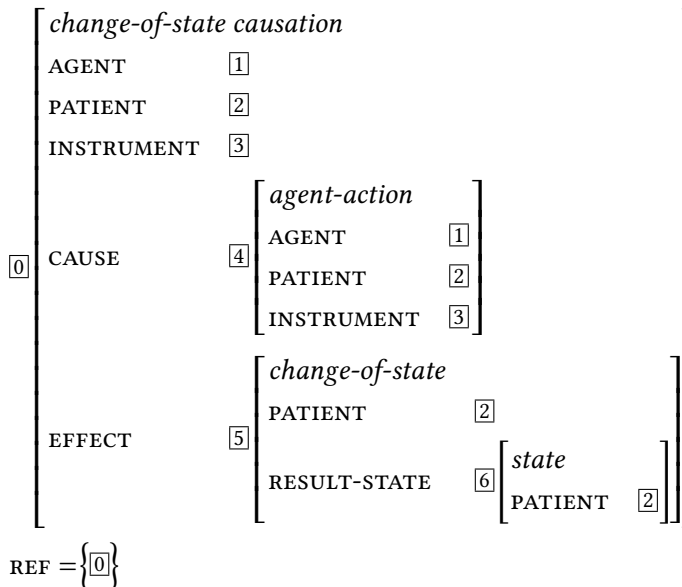 change-of-state causation
AGENT 1
PATIENT 2
INSTRUMENT 3
agent-action
AGENT 1
0 CAUSE 4 PATIENT 2
INSTRUMENT 3
change-of-state
PATIENT 2
EFFECT 5
state
RESULT-STATE 6
PATIENT 2
REF = {0}